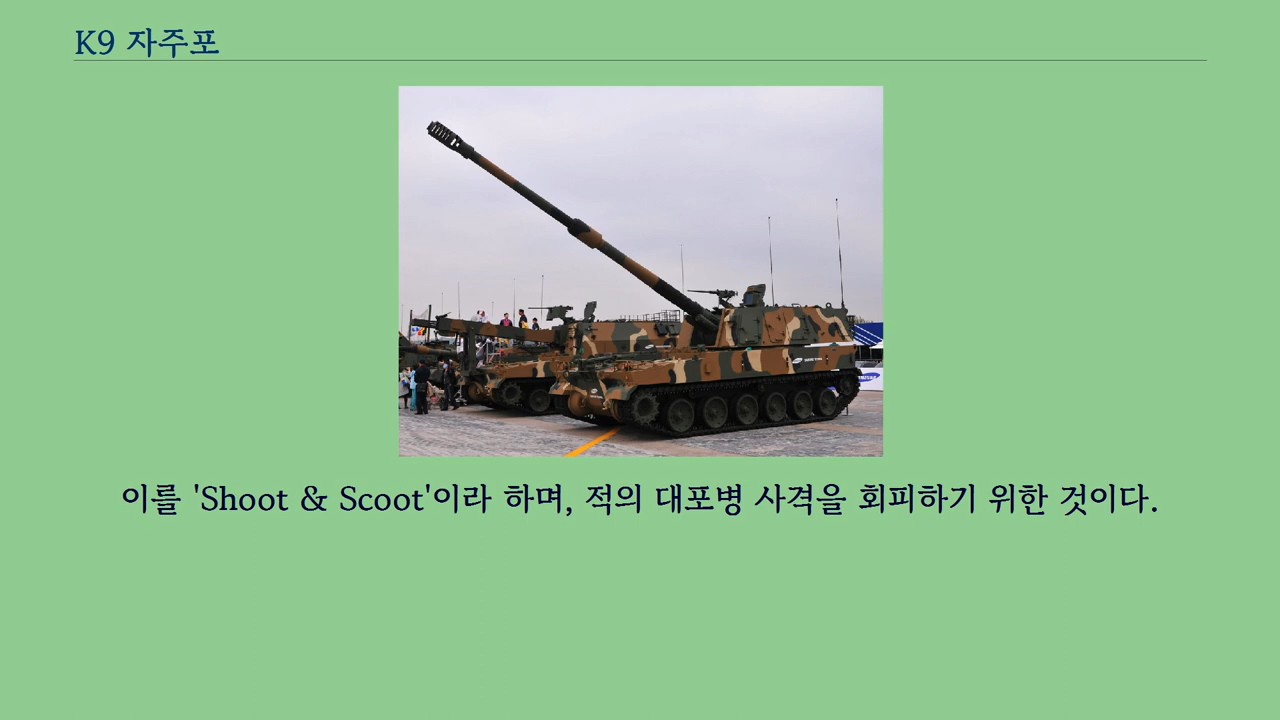 K9 자주포
이를 'Shoot & Scoot'이라 하며, 적의 대포병 사격을 회피하기 위한 것이다.